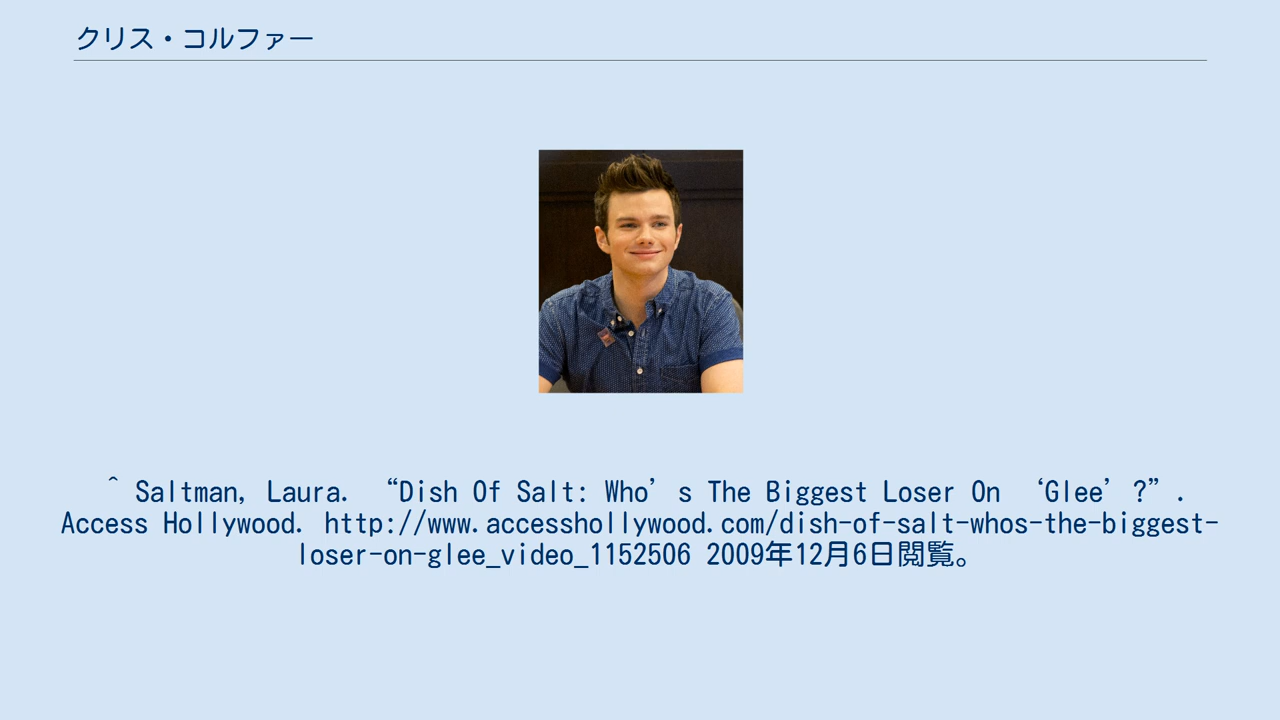 クリス・コルファー
^ Saltman, Laura. “Dish Of Salt: Who’s The Biggest Loser On ‘Glee’?”.
Access Hollywood. http://www.accesshollywood.com/dish-of-salt-whos-the-biggest-
loser-on-glee_video_1152506 2009年12月6日閲覧。